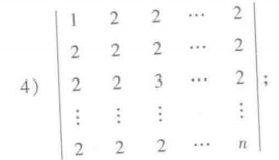 4) | 1 2 2 ⋯ 2 |
| 2 2 2 ⋯ 2 |
| 2 2 3 ⋯ 2 |
| ⋮ ⋮ ⋮ ⋮ |
| 2 2 2 ⋯ n | ;